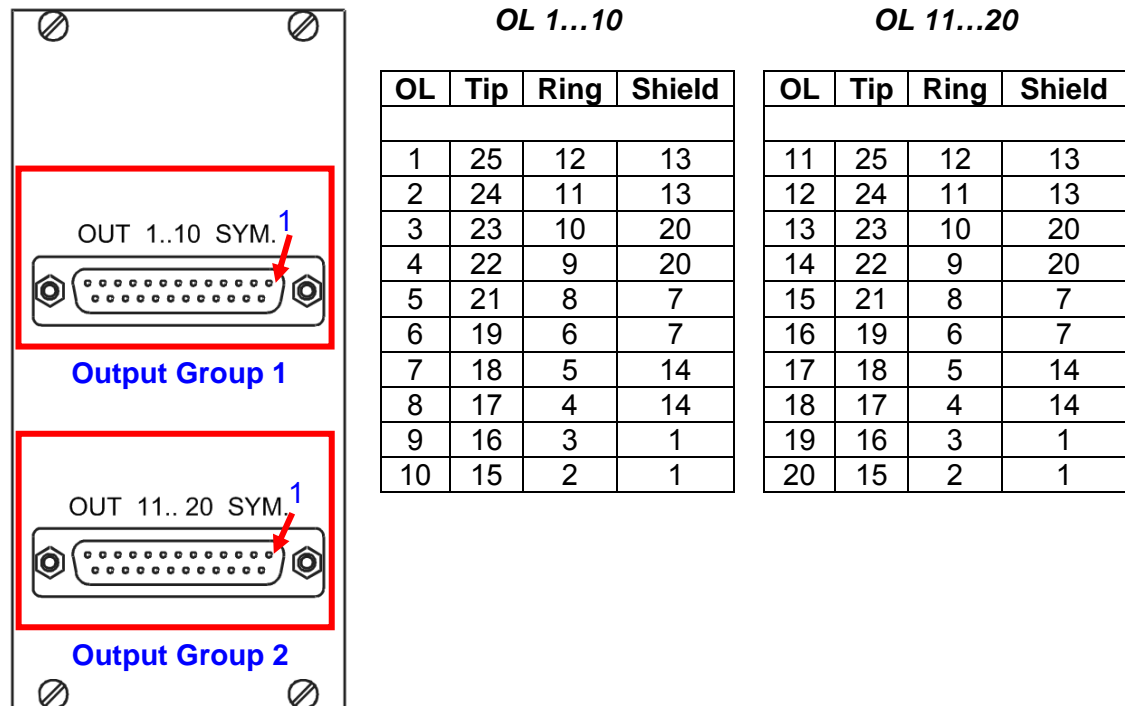 OUT 1..10 SYM.
1
Output Group 1
OUT 11.. 20 SYM.
1
Output Group 2
OL 1…10
OL Tip Ring Shield
1 25 12 13
2 24 11 13
3 23 10 20
4 22 9 20
5 21 8 7
6 19 6 7
7 18 5 14
8 17 4 14
9 16 3 1
10 15 2 1
OL 11…20
OL Tip Ring Shield
11 25 12 13
12 24 11 13
13 23 10 20
14 22 9 20
15 21 8 7
16 19 6 7
17 18 5 14
18 17 4 14
19 16 3 1
20 15 2 1